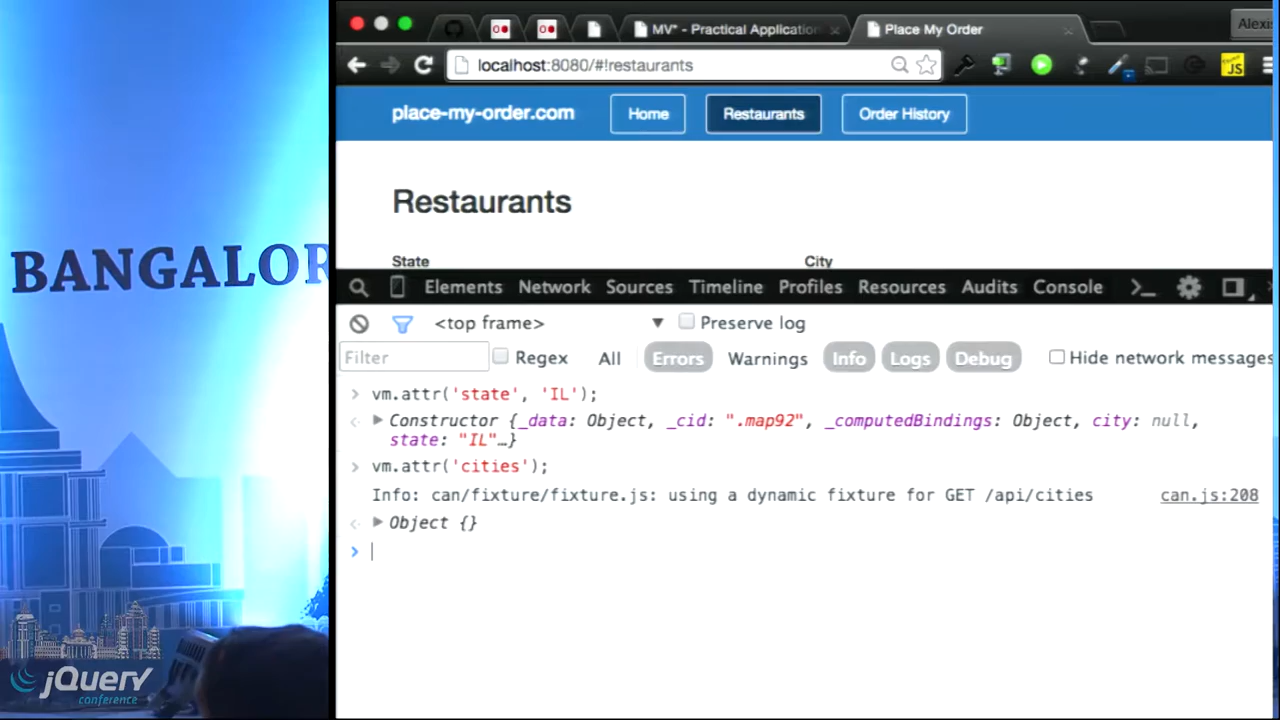 BANGALOR
jQuery
conference
MV* - Practical Application
Place My Order
Alexis
localhost:8080/#!restaurants
JS
place-my-order.com
Home
Restaurants
Order History
Restaurants
State
City
Elements Network Sources Timeline Profiles Resources Audits Console
<top frame>
Preserve log
Filter
Regex
All
Errors
Warnings
Info
Logs
Debug
Hide network messages
vm.attr('state', 'IL');
Constructor {_data: Object, _cid: ".map92", _computedBindings: Object, city: null,
state: "IL"…}
vm.attr('cities');
Info: can/fixture/fixture.js: using a dynamic fixture for GET /api/cities
can.js:208
Object {}